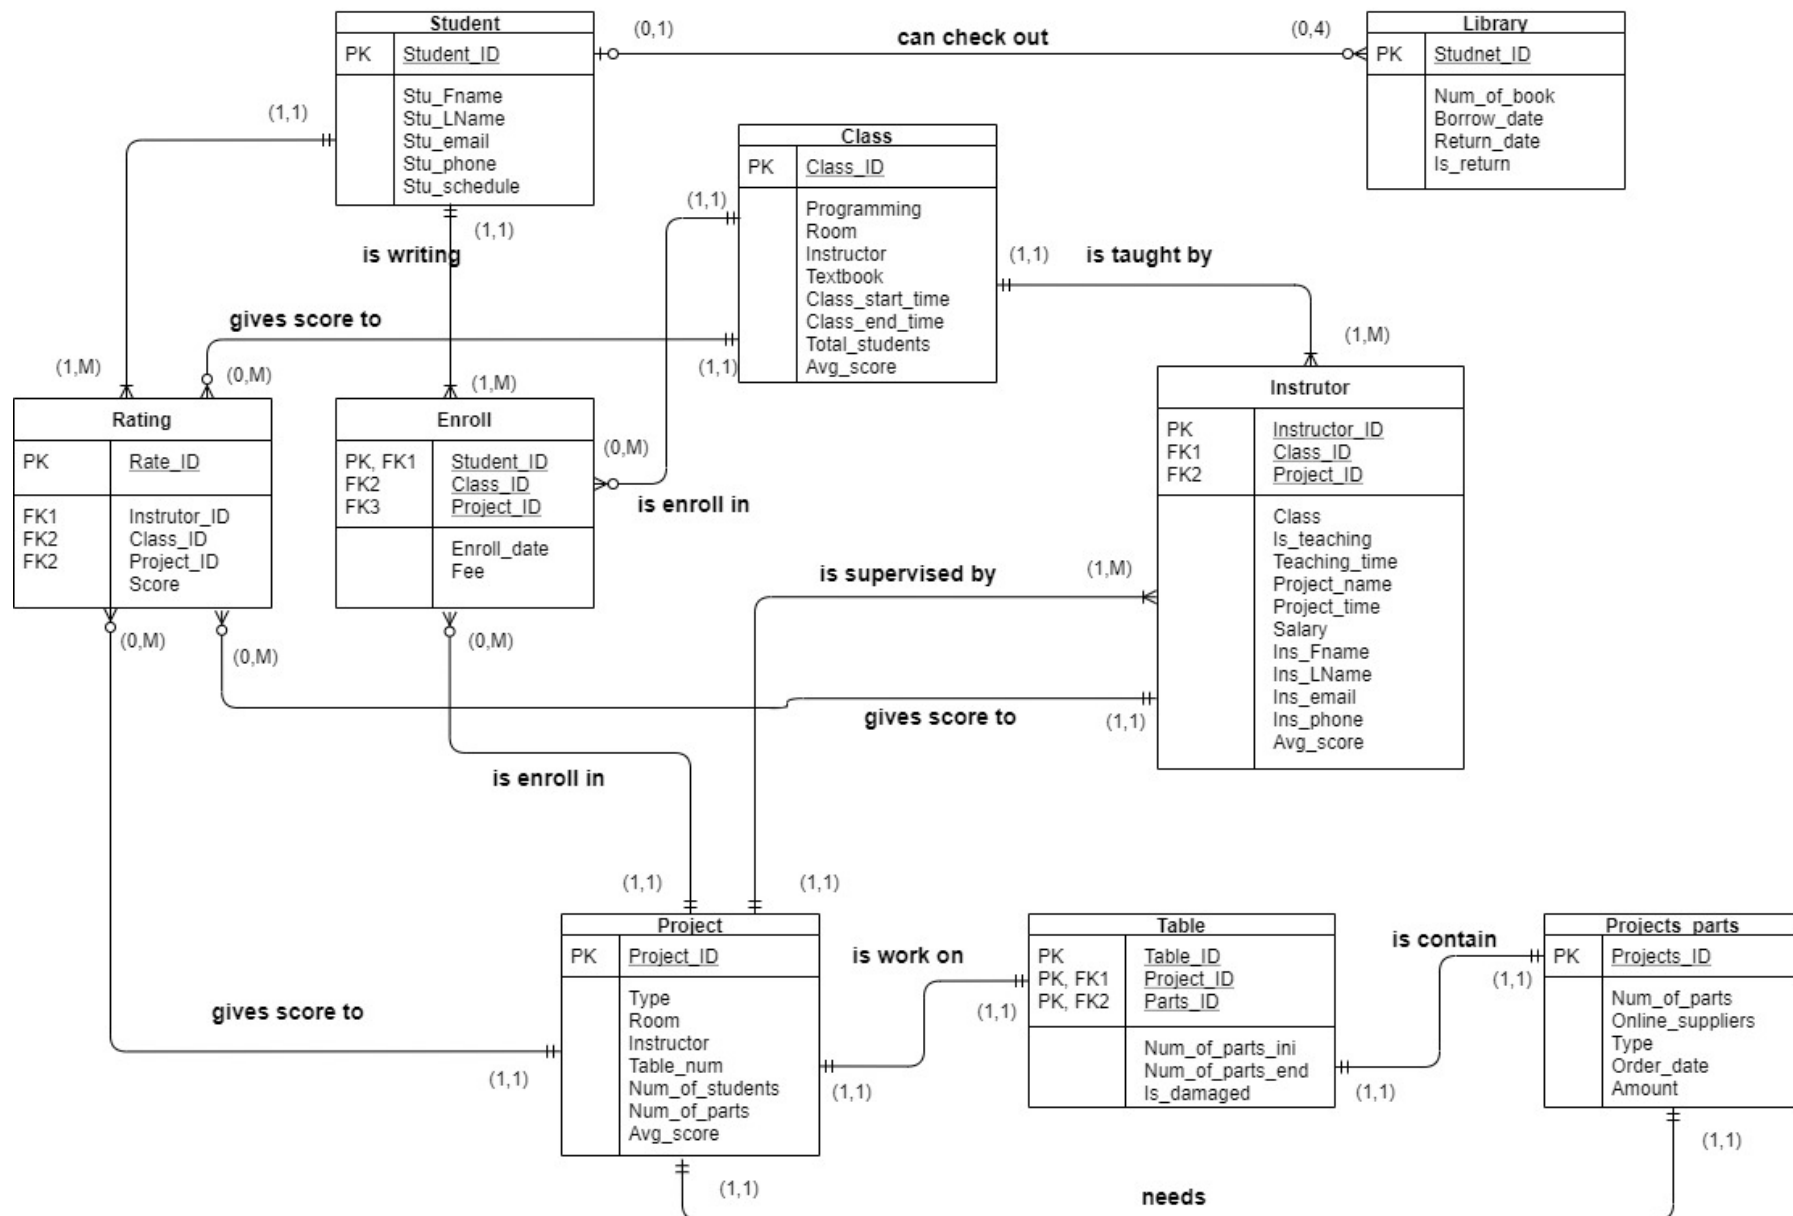 Student
PK Student_ID
Stu_Fname
Stu_LName
Stu_email
Stu_phone
Stu_schedule
(0,1)
can check out
(0,4)
Library
PK Studnet_ID
Num_of_book
Borrow_date
Return_date
Is_return
(1,1)
(1,1)
is writing
Class
PK Class_ID
Programming
Room
Instructor
Textbook
Class_start_time
Class_end_time
Total_students
Avg_score
(1,1)
(1,1)
is taught by
(1,M)
gives score to
(1,1)
(1,M)
(0,M)
(1,M)
Rating
PK Rate_ID
FK1 Instrutor_ID
FK2 Class_ID
FK2 Project_ID
Score
Enroll
PK, FK1 Student_ID
FK2 Class_ID
FK3 Project_ID
Enroll_date
Fee
(0,M)
is enroll in
Instrutor
PK Instructor_ID
FK1 Class_ID
FK2 Project_ID
Class
Is_teaching
Teaching_time
Project_name
Project_time
Salary
Ins_Fname
Ins_LName
Ins_email
Ins_phone
Avg_score
is supervised by
(1,M)
(0,M)
(0,M)
(0,M)
gives score to
(1,1)
is enroll in
(1,1)
(1,1)
Project
PK Project_ID
Type
Room
Instructor
Table_num
Num_of_students
Num_of_parts
Avg_score
gives score to
(1,1)
is work on
(1,1)
(1,1)
Table
PK Table_ID
PK, FK1 Project_ID
PK, FK2 Parts_ID
Num_of_parts_ini
Num_of_parts_end
Is_damaged
is contain
(1,1)
(1,1)
Projects_parts
PK Projects_ID
Num_of_parts
Online_suppliers
Type
Order_date
Amount
(1,1)
(1,1)
needs